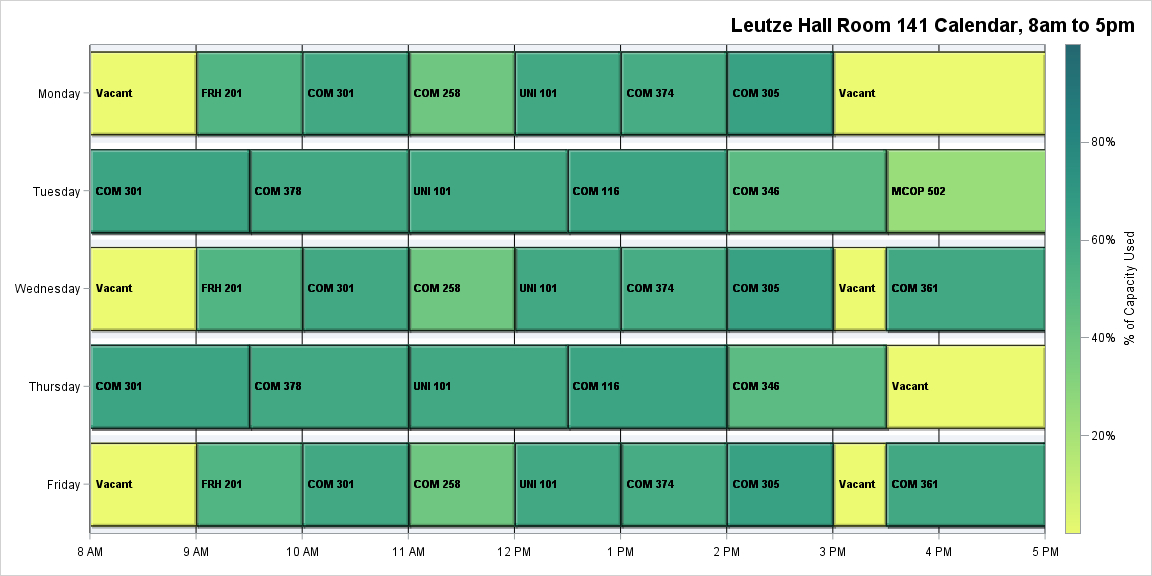 Leutze Hall Room 141 Calendar, 8am to 5pm
Monday
Vacant
FRH 201
COM 301
COM 258
UNI 101
COM 374
COM 305
Vacant
Tuesday
COM 301
COM 378
UNI 101
COM 116
COM 346
MCOP 502
Wednesday
Vacant
FRH 201
COM 301
COM 258
UNI 101
COM 374
COM 305
Vacant
COM 361
Thursday
COM 301
COM 378
UNI 101
COM 116
COM 346
Vacant
Friday
Vacant
FRH 201
COM 301
COM 258
UNI 101
COM 374
COM 305
Vacant
COM 361
8 AM
9 AM
10 AM
11 AM
12 PM
1 PM
2 PM
3 PM
4 PM
5 PM
80%
60%
40%
20%
% of Capacity Used